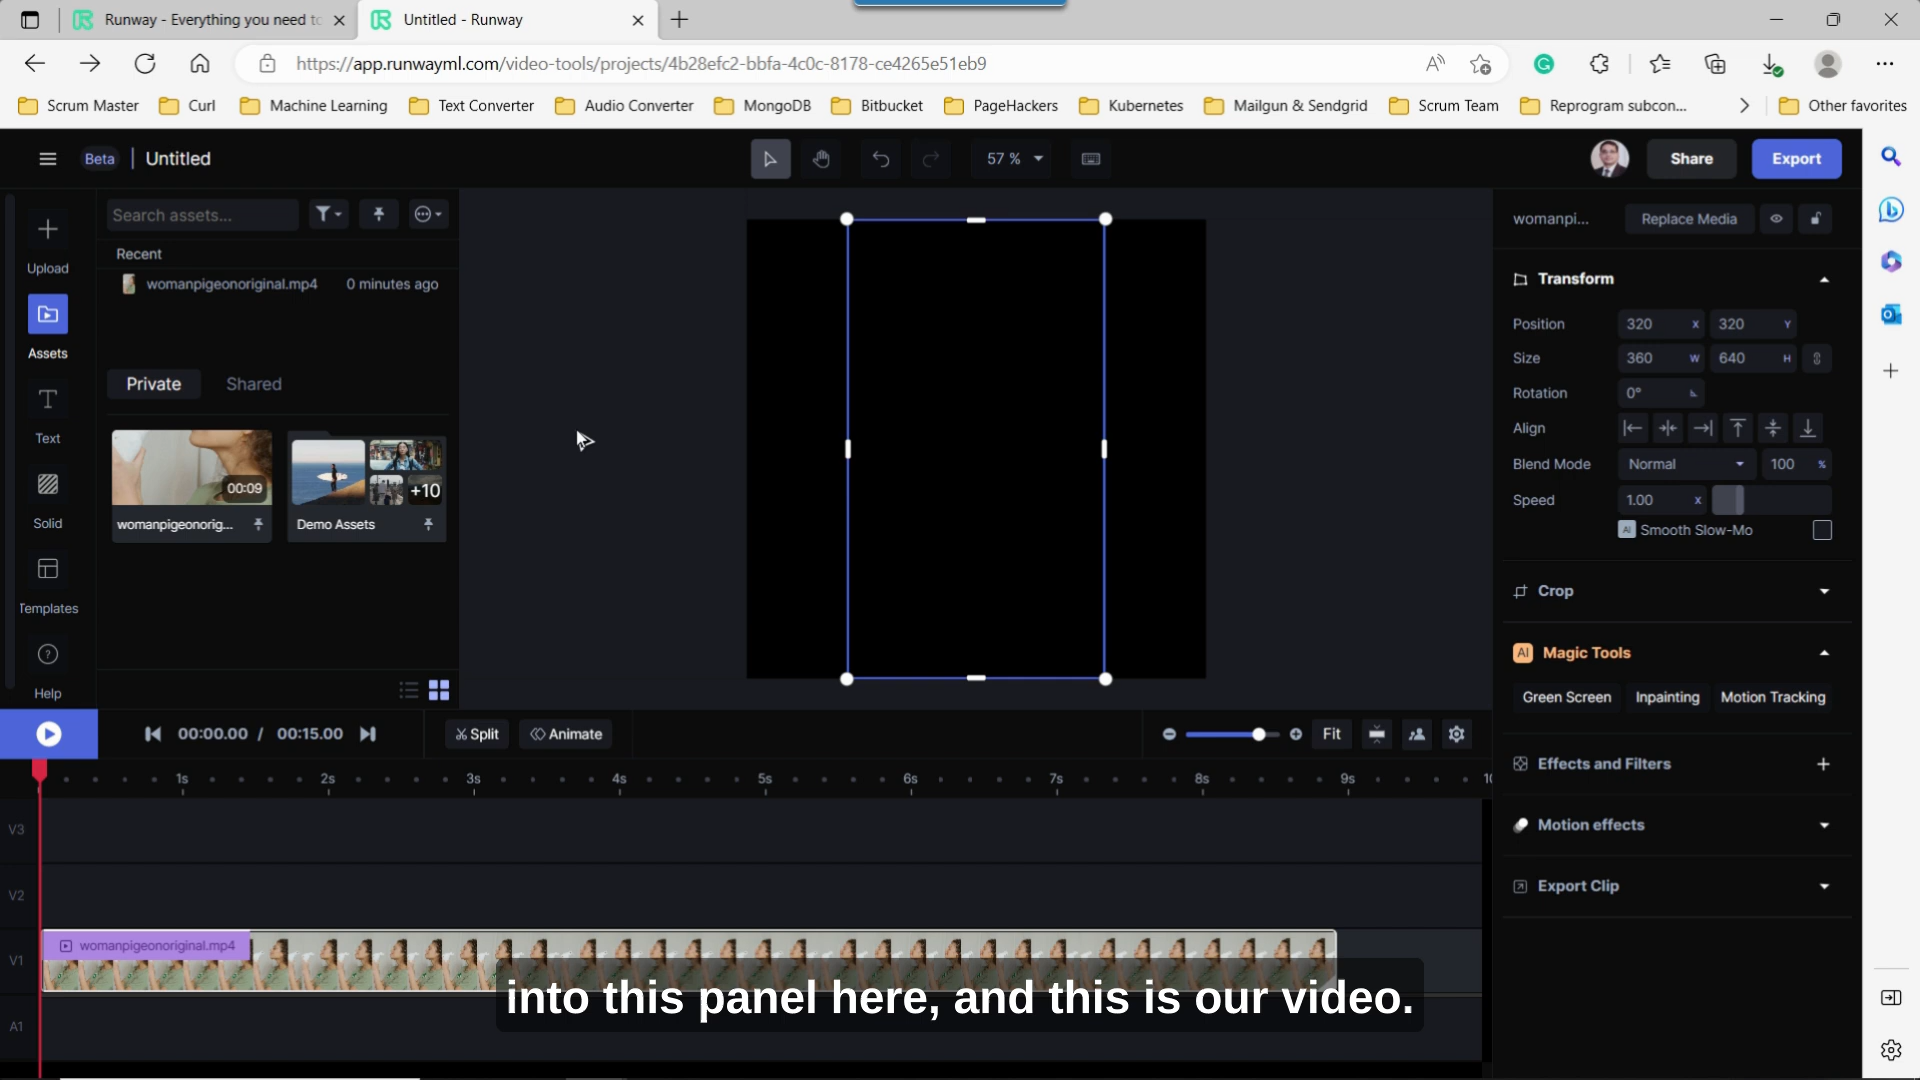 Runway - Everything you need to
Untitled - Runway
https://app.runwayml.com/video-tools/projects/4b28efc2-bbfa-4c0c-8178-ce4265e51eb9
Scrum Master
Curl
Machine Learning
Text Converter
Audio Converter
MongoDB
Bitbucket
PageHackers
Kubernetes
Mailgun & Sendgrid
Scrum Team
Reprogram subcon...
Other favorites
Beta
Untitled
57 %
Share
Export
Upload
Assets
Text
Solid
Templates
Help
Search assets...
Recent
womanpigeonoriginal.mp4 0 minutes ago
Private
Shared
00:09
womanpigeonorig...
+10
Demo Assets
womanpi...
Replace Media
Transform
Position 320 X 320 Y
Size 360 W 640 H
Rotation 0°
Align
Blend Mode Normal 100 %
Speed 1.00 x
AI Smooth Slow-Mo
Crop
AI Magic Tools
Green Screen Inpainting Motion Tracking
Effects and Filters
Motion effects
Export Clip
00:00.00 / 00:15.00
Split
Animate
Fit
1s 2s 3s 4s 5s 6s 7s 8s 9s 10
V3
V2
V1
womanpigeonoriginal.mp4
A1
into this panel here, and this is our video.